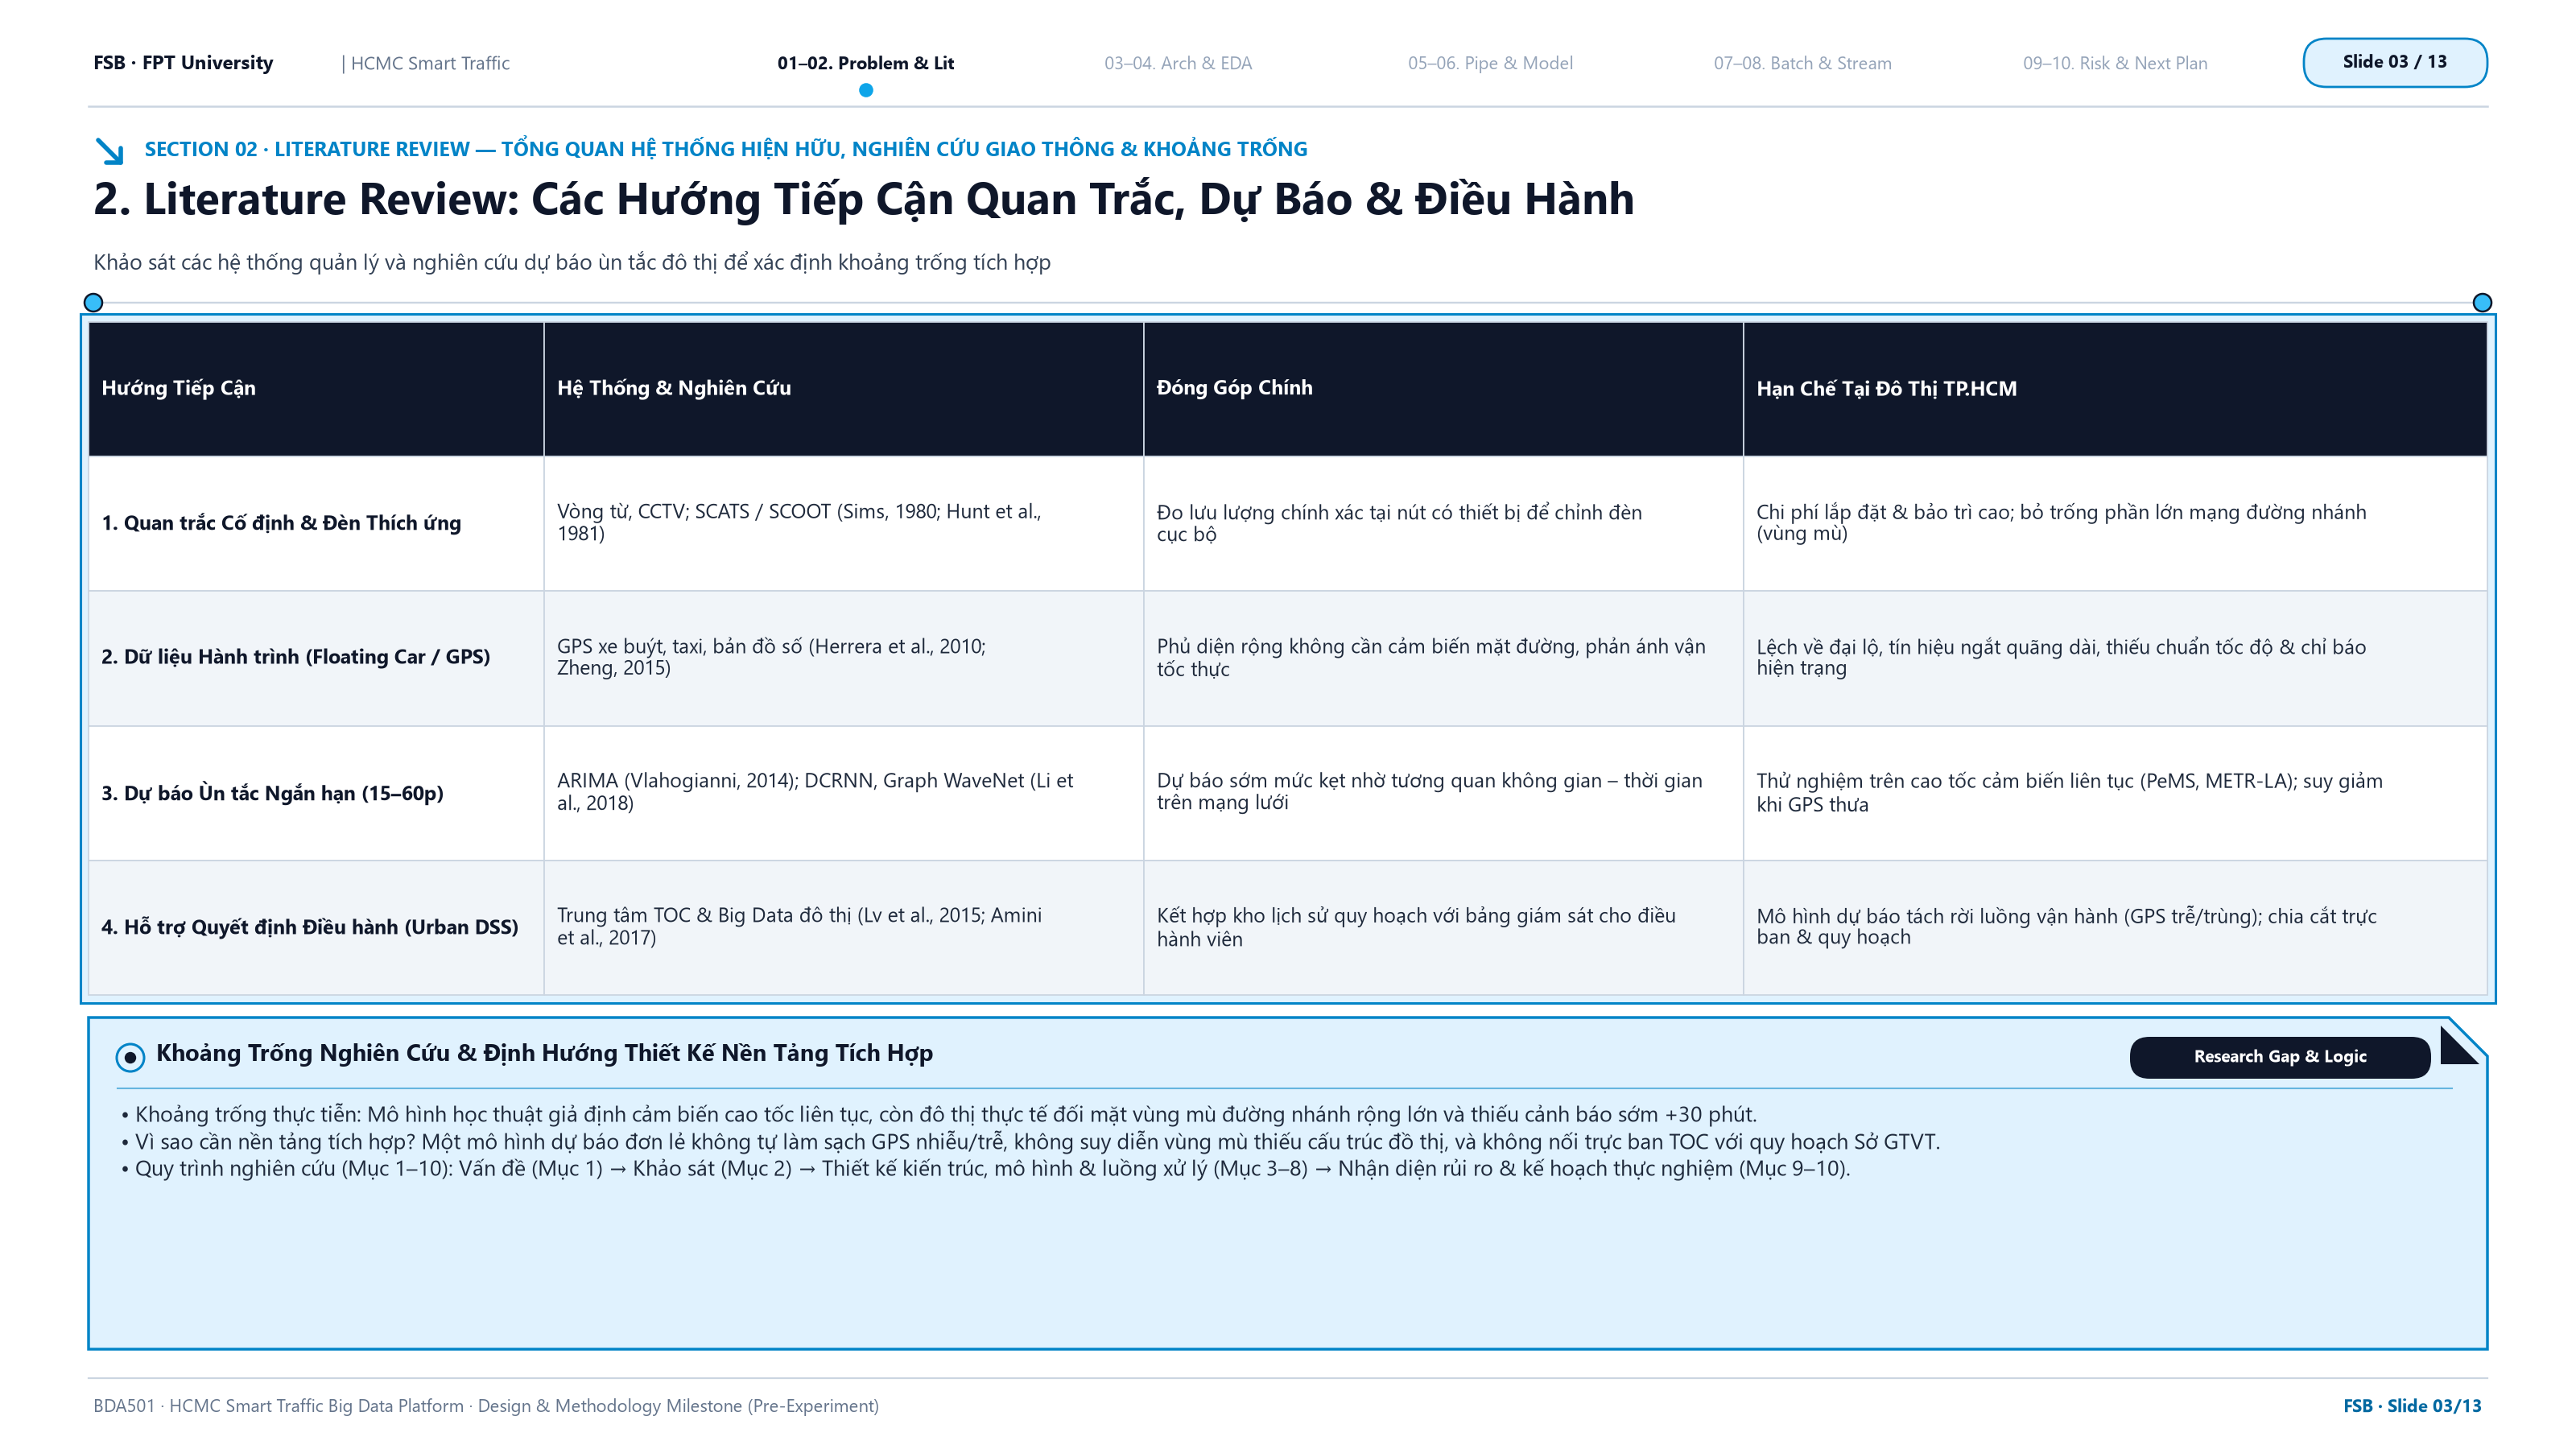 FSB · FPT University | HCMC Smart Traffic 01–02. Problem & Lit 03–04. Arch & EDA 05–06. Pipe & Model 07–08. Batch & Stream 09–10. Risk & Next Plan Slide 03 / 13
SECTION 02 · LITERATURE REVIEW — TỔNG QUAN HỆ THỐNG HIỆN HỮU, NGHIÊN CỨU GIAO THÔNG & KHOẢNG TRỐNG
2. Literature Review: Các Hướng Tiếp Cận Quan Trắc, Dự Báo & Điều Hành
Khảo sát các hệ thống quản lý và nghiên cứu dự báo ùn tắc đô thị để xác định khoảng trống tích hợp
Hướng Tiếp Cận
Hệ Thống & Nghiên Cứu
Đóng Góp Chính
Hạn Chế Tại Đô Thị TP.HCM
1. Quan trắc Cố định & Đèn Thích ứng
Vòng từ, CCTV; SCATS / SCOOT (Sims, 1980; Hunt et al.,
1981)
Đo lưu lượng chính xác tại nút có thiết bị để chỉnh đèn
cục bộ
Chi phí lắp đặt & bảo trì cao; bỏ trống phần lớn mạng đường nhánh
(vùng mù)
2. Dữ liệu Hành trình (Floating Car / GPS)
GPS xe buýt, taxi, bản đồ số (Herrera et al., 2010;
Zheng, 2015)
Phủ diện rộng không cần cảm biến mặt đường, phản ánh vận
tốc thực
Lệch về đại lộ, tín hiệu ngắt quãng dài, thiếu chuẩn tốc độ & chỉ báo
hiện trạng
3. Dự báo Ùn tắc Ngắn hạn (15–60p)
ARIMA (Vlahogianni, 2014); DCRNN, Graph WaveNet (Li et
al., 2018)
Dự báo sớm mức kẹt nhờ tương quan không gian – thời gian
trên mạng lưới
Thử nghiệm trên cao tốc cảm biến liên tục (PeMS, METR-LA); suy giảm
khi GPS thưa
4. Hỗ trợ Quyết định Điều hành (Urban DSS)
Trung tâm TOC & Big Data đô thị (Lv et al., 2015; Amini
et al., 2017)
Kết hợp kho lịch sử quy hoạch với bảng giám sát cho điều
hành viên
Mô hình dự báo tách rời luồng vận hành (GPS trễ/trùng); chia cắt trực
ban & quy hoạch
Khoảng Trống Nghiên Cứu & Định Hướng Thiết Kế Nền Tảng Tích Hợp
Research Gap & Logic
• Khoảng trống thực tiễn: Mô hình học thuật giả định cảm biến cao tốc liên tục, còn đô thị thực tế đối mặt vùng mù đường nhánh rộng lớn và thiếu cảnh báo sớm +30 phút.
• Vì sao cần nền tảng tích hợp? Một mô hình dự báo đơn lẻ không tự làm sạch GPS nhiễu/trễ, không suy diễn vùng mù thiếu cấu trúc đô thị, và không nối trực ban TOC với quy hoạch Sở GTVT.
• Quy trình nghiên cứu (Mục 1–10): Vấn đề (Mục 1) → Khảo sát (Mục 2) → Thiết kế kiến trúc, mô hình & luồng xử lý (Mục 3–8) → Nhận diện rủi ro & kế hoạch thực nghiệm (Mục 9–10).
BDA501 · HCMC Smart Traffic Big Data Platform · Design & Methodology Milestone (Pre-Experiment)
FSB · Slide 03/13